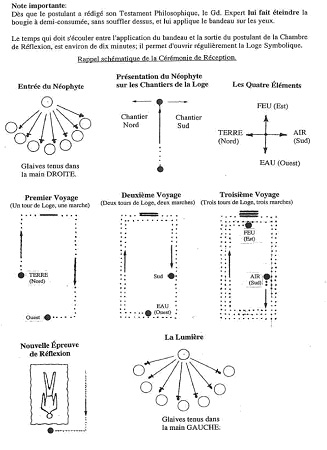 Note importante:
Dès que le postulant a rédigé son Testament Philosophique, le Gd. Expert lui fait éteindre la
bougie à demi-consumée, sans souffler dessus, et lui applique le bandeau sur les yeux.
Le temps qui doit s'écouler entre l'application du bandeau et la sortie du postulant de la Chambre
de Réflexion, est environ de dix minutes; il permet d'ouvrir régulièrement la Loge Symbolique.
Rappel schématique de la Cérémonie de Réception.
Entrée du Néophyte
Présentation du Néophyte
sur les Chantiers de la Loge
Les Quatre Éléments
Chantier
Nord
Chantier
Sud
FEU (Est)
TERRE
(Nord)
AIR
(Sud)
EAU (Ouest)
Glaives tenus dans
la main DROITE.
Premier Voyage
(Un tour de Loge, une marche)
Deuxième Voyage
(Deux tours de Loge, deux marches)
Troisième Voyage
(Trois tours de Loge, trois marches)
TERRE
(Nord)
Ouest
Sud
EAU
(Ouest)
FEU
(Est)
AIR
(Sud)
Nouvelle Épreuve
de Réflexion
La Lumière
Glaives tenus dans
la main GAUCHE.